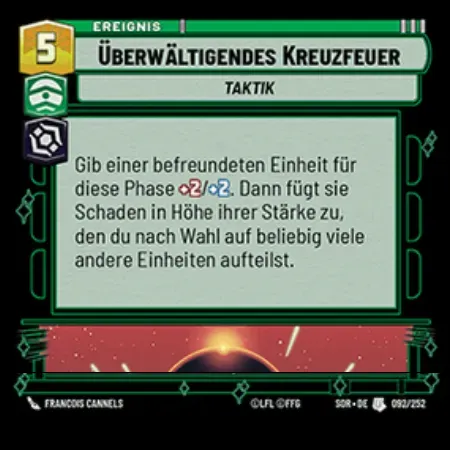 EREIGNIS
5
ÜBERWÄLTIGENDES KREUZFEUER
TAKTIK
Gib einer befreundeten Einheit für
diese Phase +2/+2. Dann fügt sie
Schaden in Höhe ihrer Stärke zu,
den du nach Wahl auf beliebig viele
andere Einheiten aufteilst.
FRANCOIS CANNELS ©LFL ©FFG SOR • DE 092/252